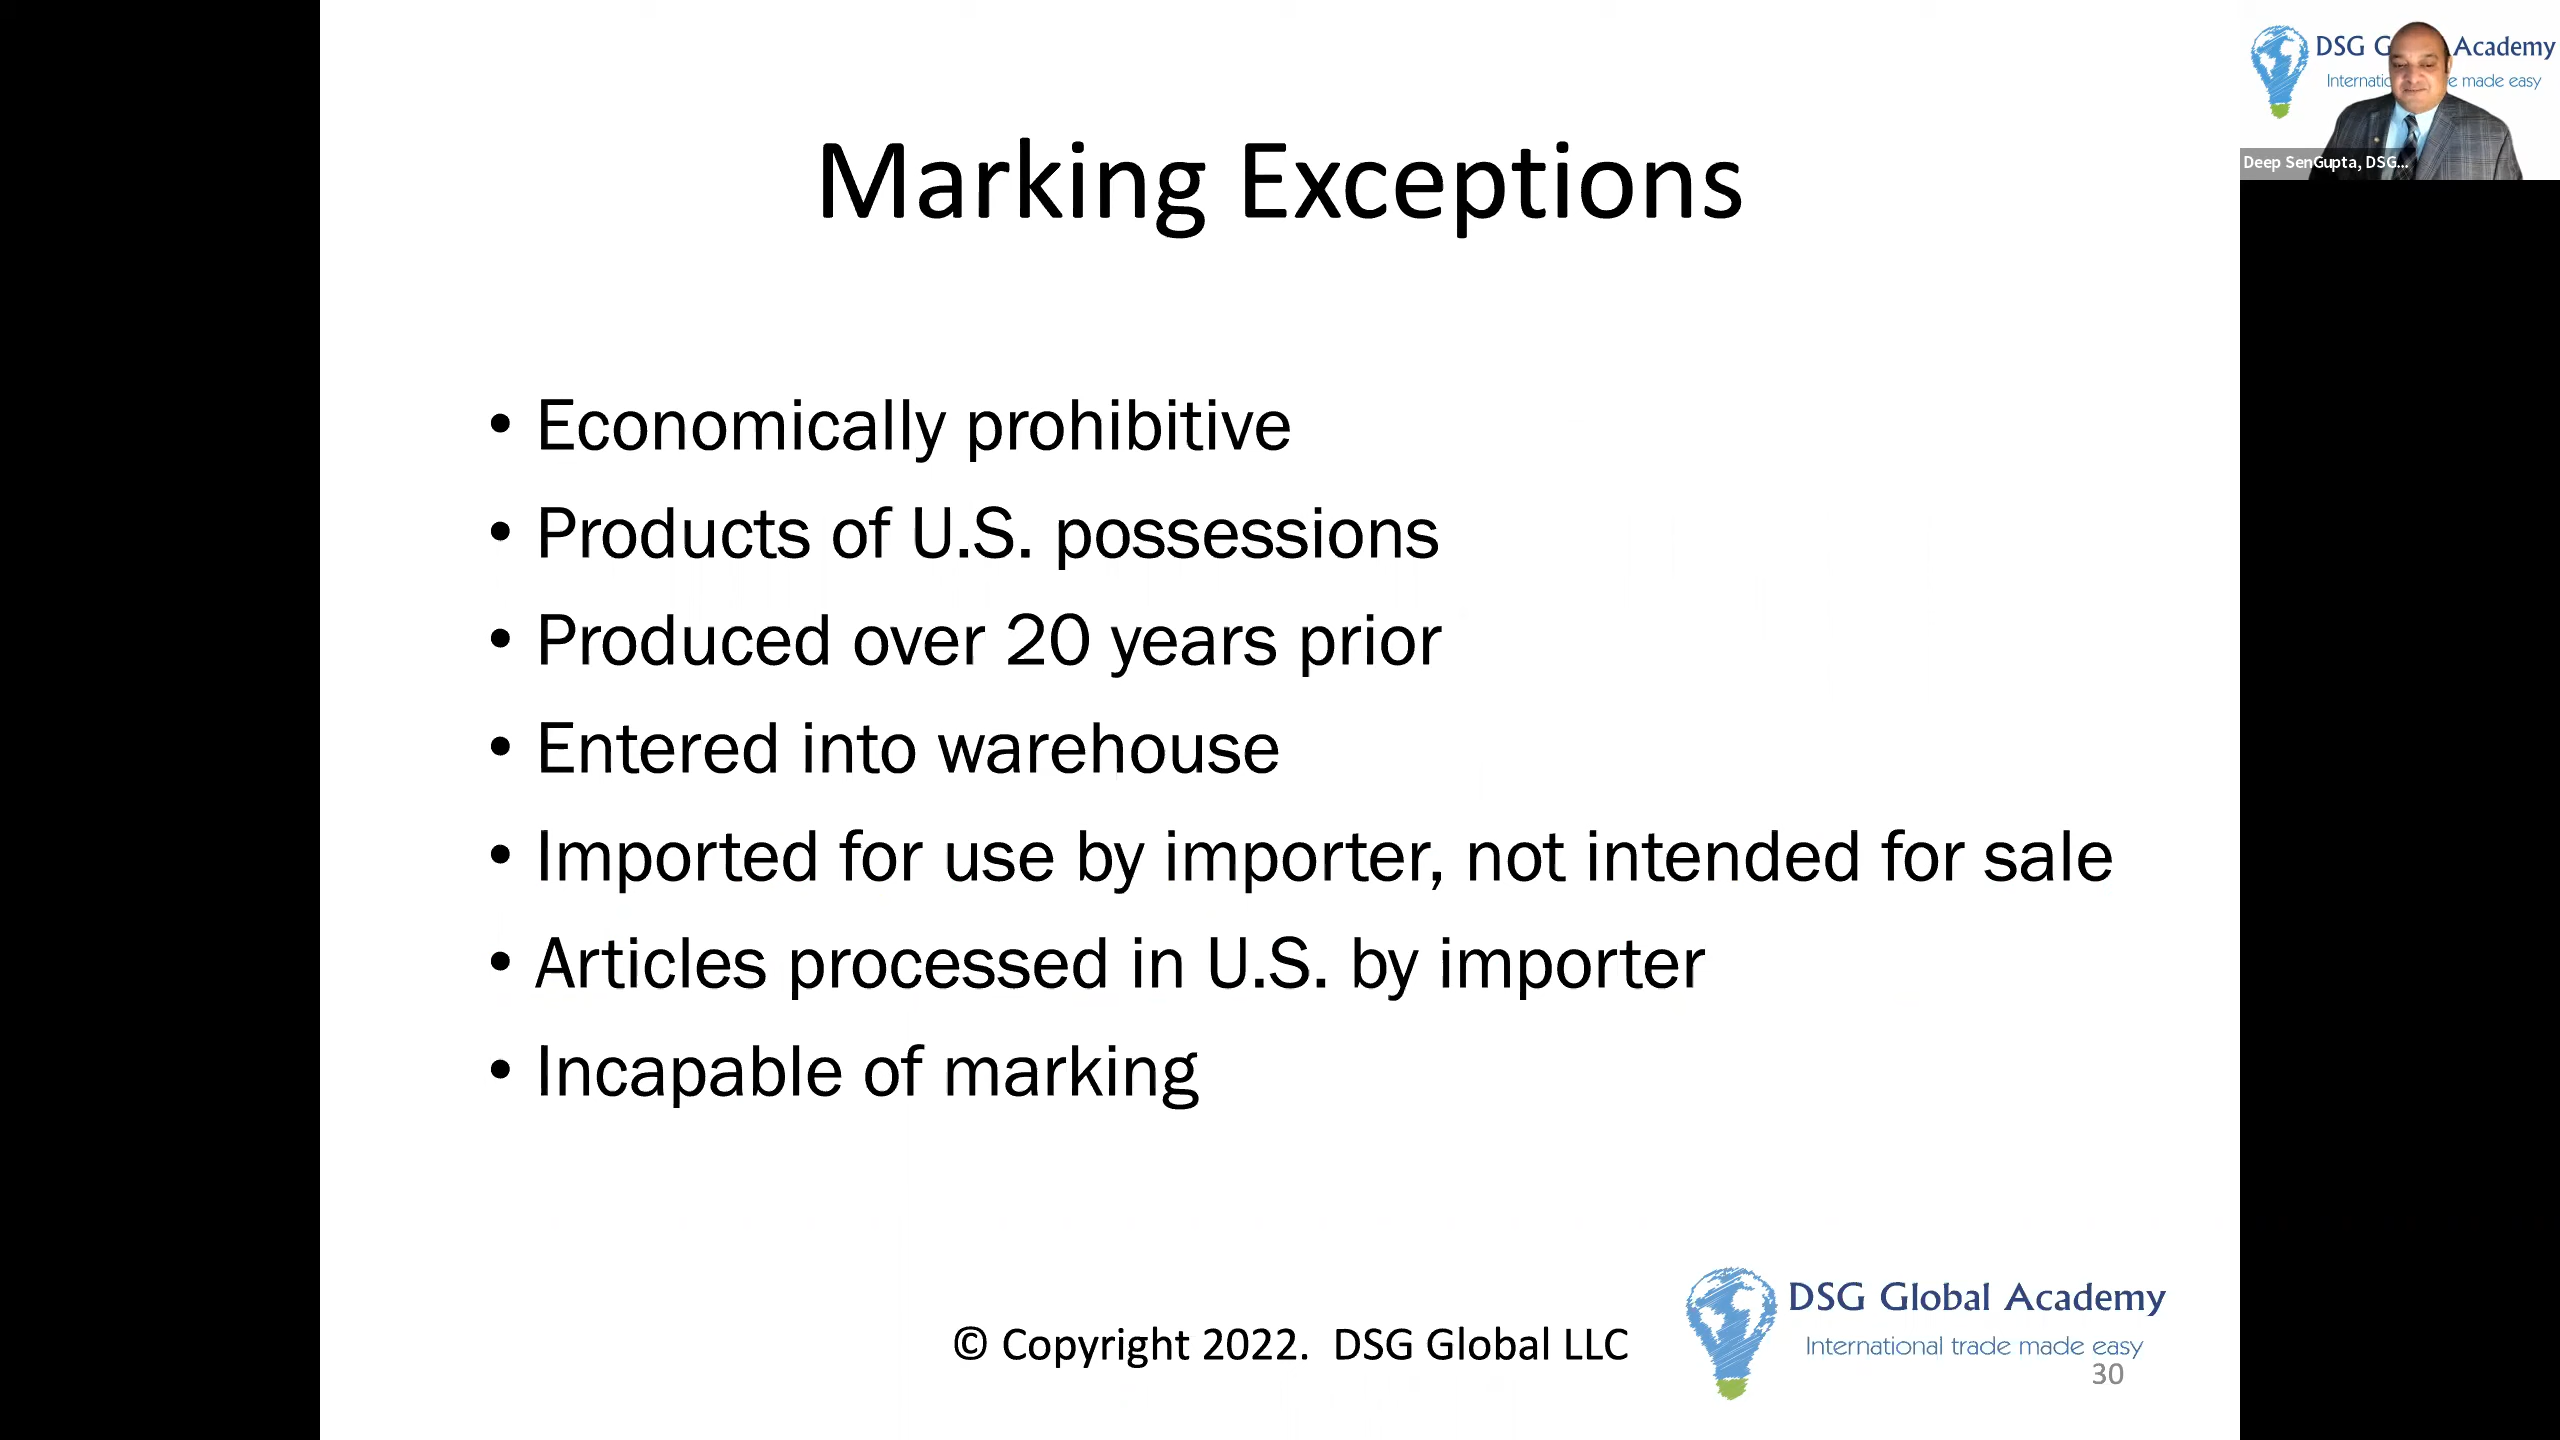 Marking Exceptions
• Economically prohibitive
• Products of U.S. possessions
• Produced over 20 years prior
• Entered into warehouse
• Imported for use by importer, not intended for sale
• Articles processed in U.S. by importer
• Incapable of marking
© Copyright 2022. DSG Global LLC
DSG Global Academy
International trade made easy
30
DSG G Academy
e made easy
Deep SenGupta, DSG...